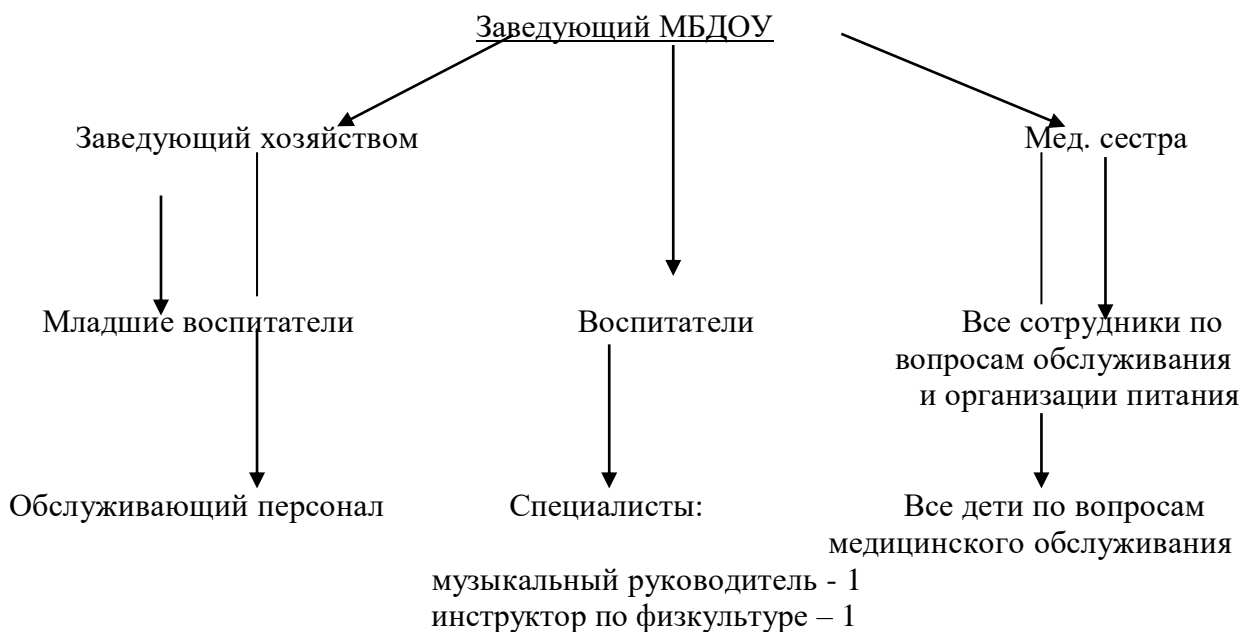 Заведующий МБДОУ
Заведующий хозяйством
Мед. сестра
Младшие воспитатели
Воспитатели
Все сотрудники по
вопросам обслуживания
и организации питания
Обслуживающий персонал
Специалисты:
Все дети по вопросам
медицинского обслуживания
музыкальный руководитель - 1
инструктор по физкультуре – 1